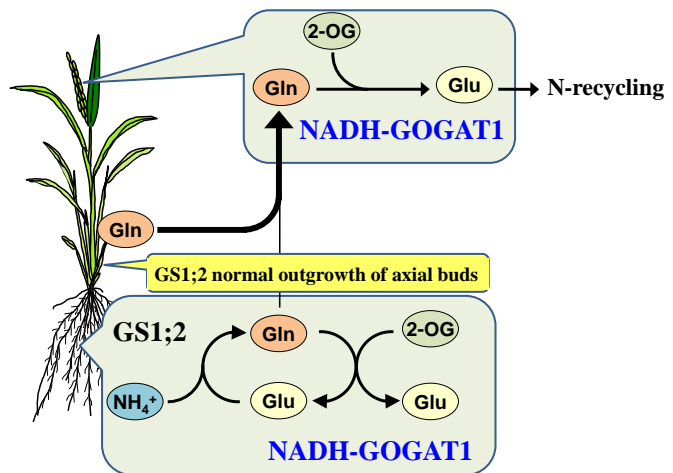 2-OG
Gln
Glu
N-recycling
NADH-GOGAT1
Gln
GS1;2 normal outgrowth of axial buds
GS1;2
Gln
2-OG
NH₄⁺
Glu
Glu
NADH-GOGAT1